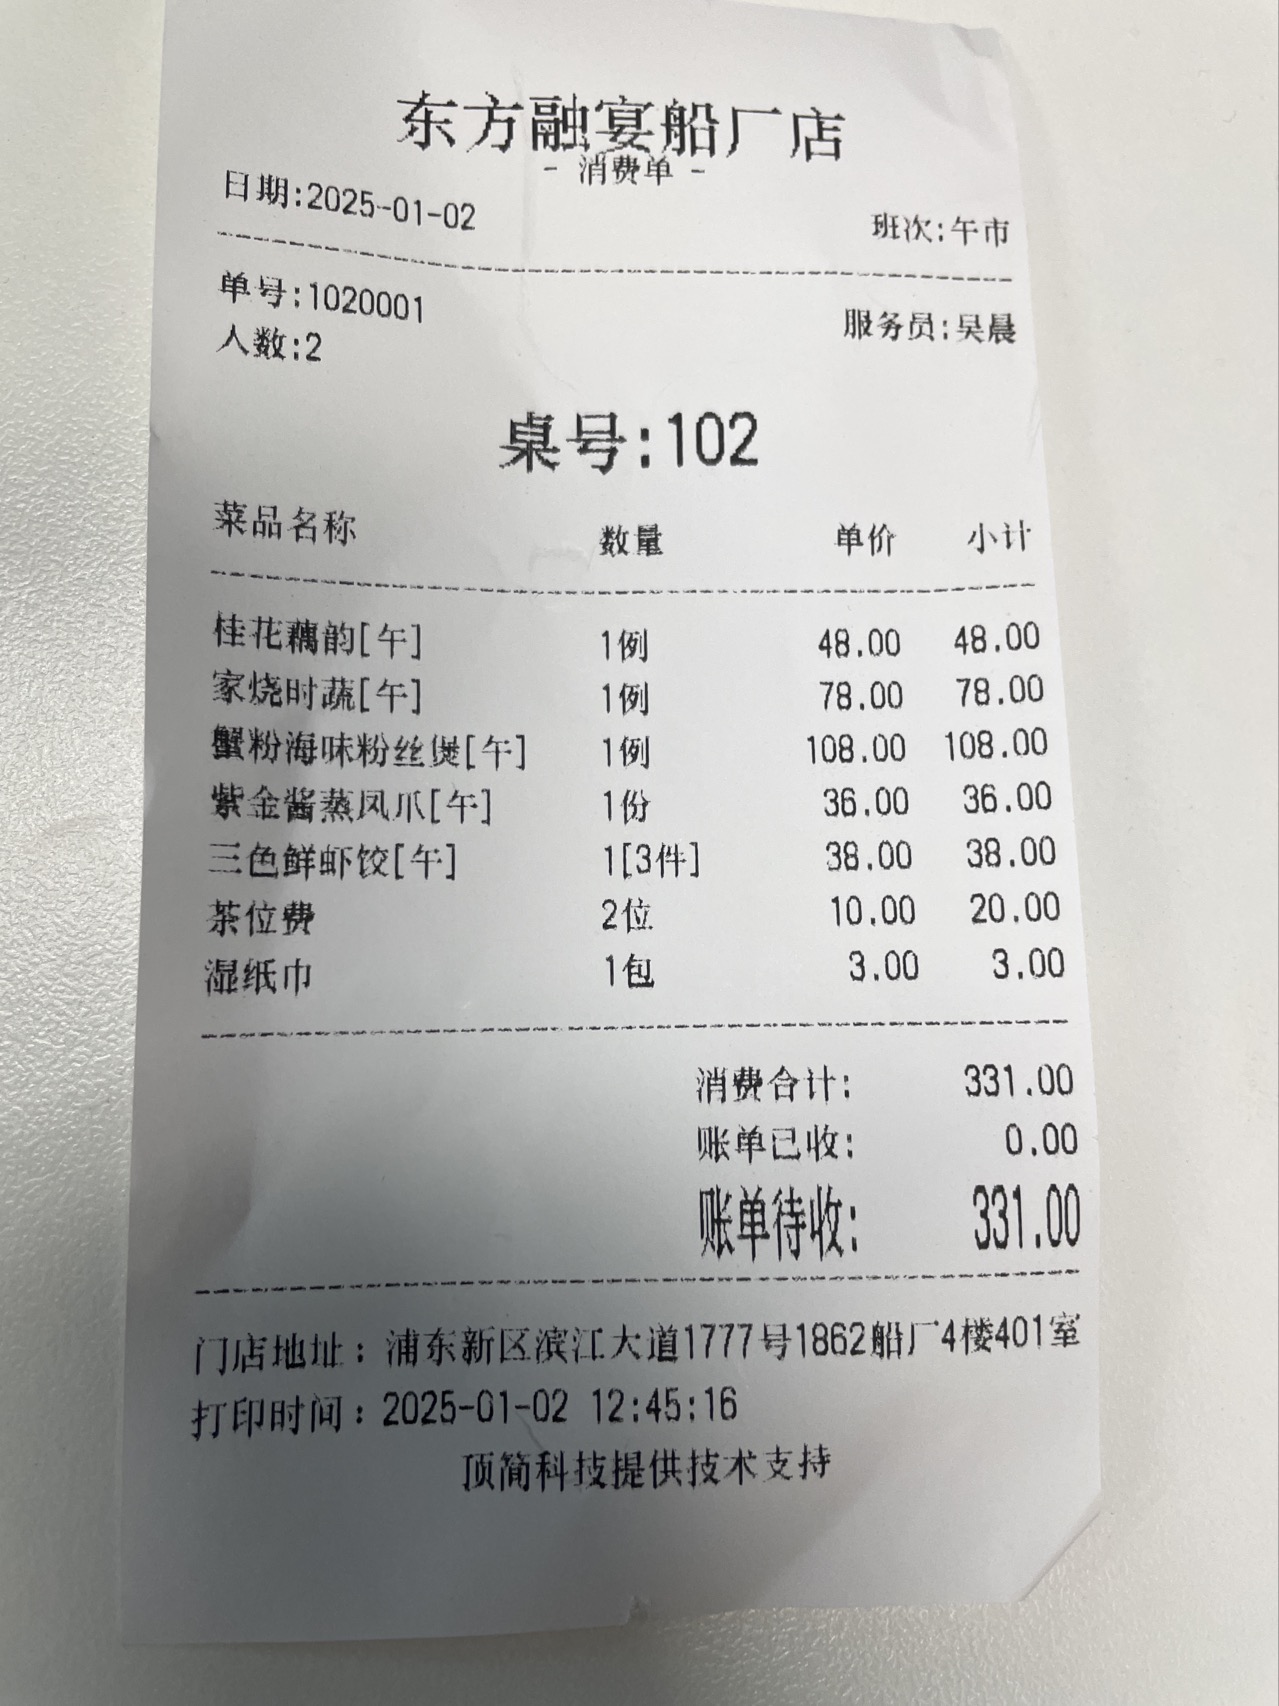 东方融宴船厂店
- 消费单 -
日期:2025-01-02 班次:午市
单号:1020001
人数:2 服务员:吴晨
桌号:102
菜品名称 数量 单价 小计
桂花藕韵[午] 1例 48.00 48.00
家烧时蔬[午] 1例 78.00 78.00
蟹粉海味粉丝煲[午] 1例 108.00 108.00
紫金酱蒸凤爪[午] 1份 36.00 36.00
三色鲜虾饺[午] 1[3件] 38.00 38.00
茶位费 2位 10.00 20.00
湿纸巾 1包 3.00 3.00
消费合计: 331.00
账单已收: 0.00
账单待收: 331.00
门店地址：浦东新区滨江大道1777号1862船厂4楼401室
打印时间：2025-01-02 12:45:16
顶简科技提供技术支持